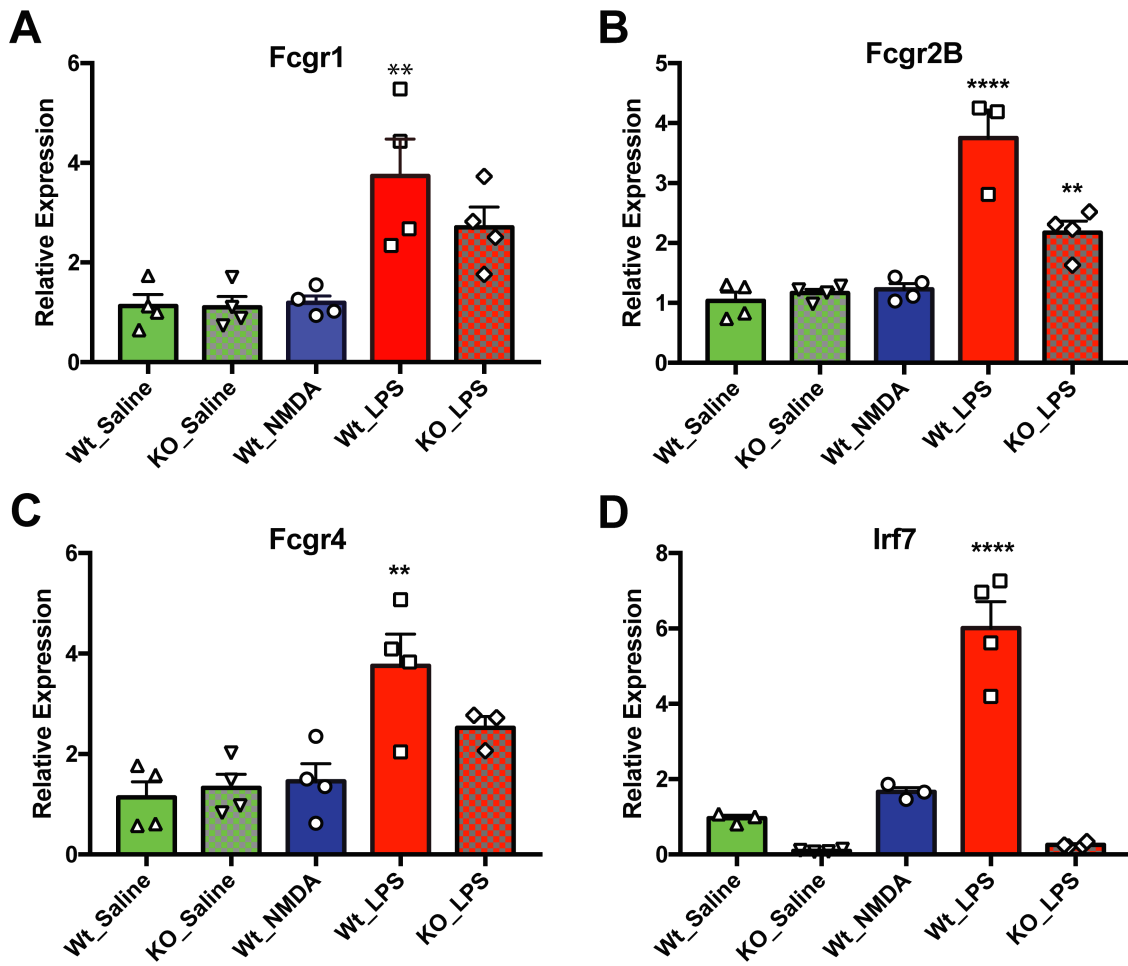 A
Fcgr1
**
Relative Expression
6
4
2
0
Wt_Saline
KO_Saline
Wt_NMDA
Wt_LPS
KO_LPS
B
Fcgr2B
****
**
Relative Expression
5
4
3
2
1
0
Wt_Saline
KO_Saline
Wt_NMDA
Wt_LPS
KO_LPS
C
Fcgr4
**
Relative Expression
6
4
2
0
Wt_Saline
KO_Saline
Wt_NMDA
Wt_LPS
KO_LPS
D
Irf7
****
Relative Expression
8
6
4
2
0
Wt_Saline
KO_Saline
Wt_NMDA
Wt_LPS
KO_LPS